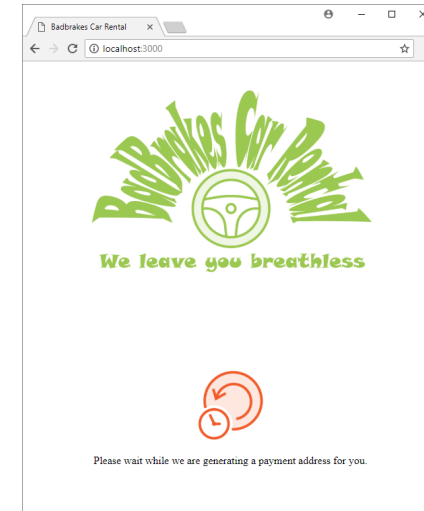 Badbrakes Car Rental
localhost:3000
BadBrakes Car Rental
We leave you breathless
Please wait while we are generating a payment address for you.